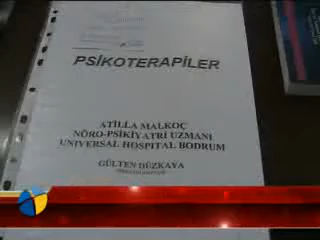 PSİKOTERAPİLER
ATİLLA MALKOÇ
NÖRO-PSİKİYATRİ UZMANI
UNIVERSAL HOSPITAL BODRUM
GÜLTEN DÜZKAYA